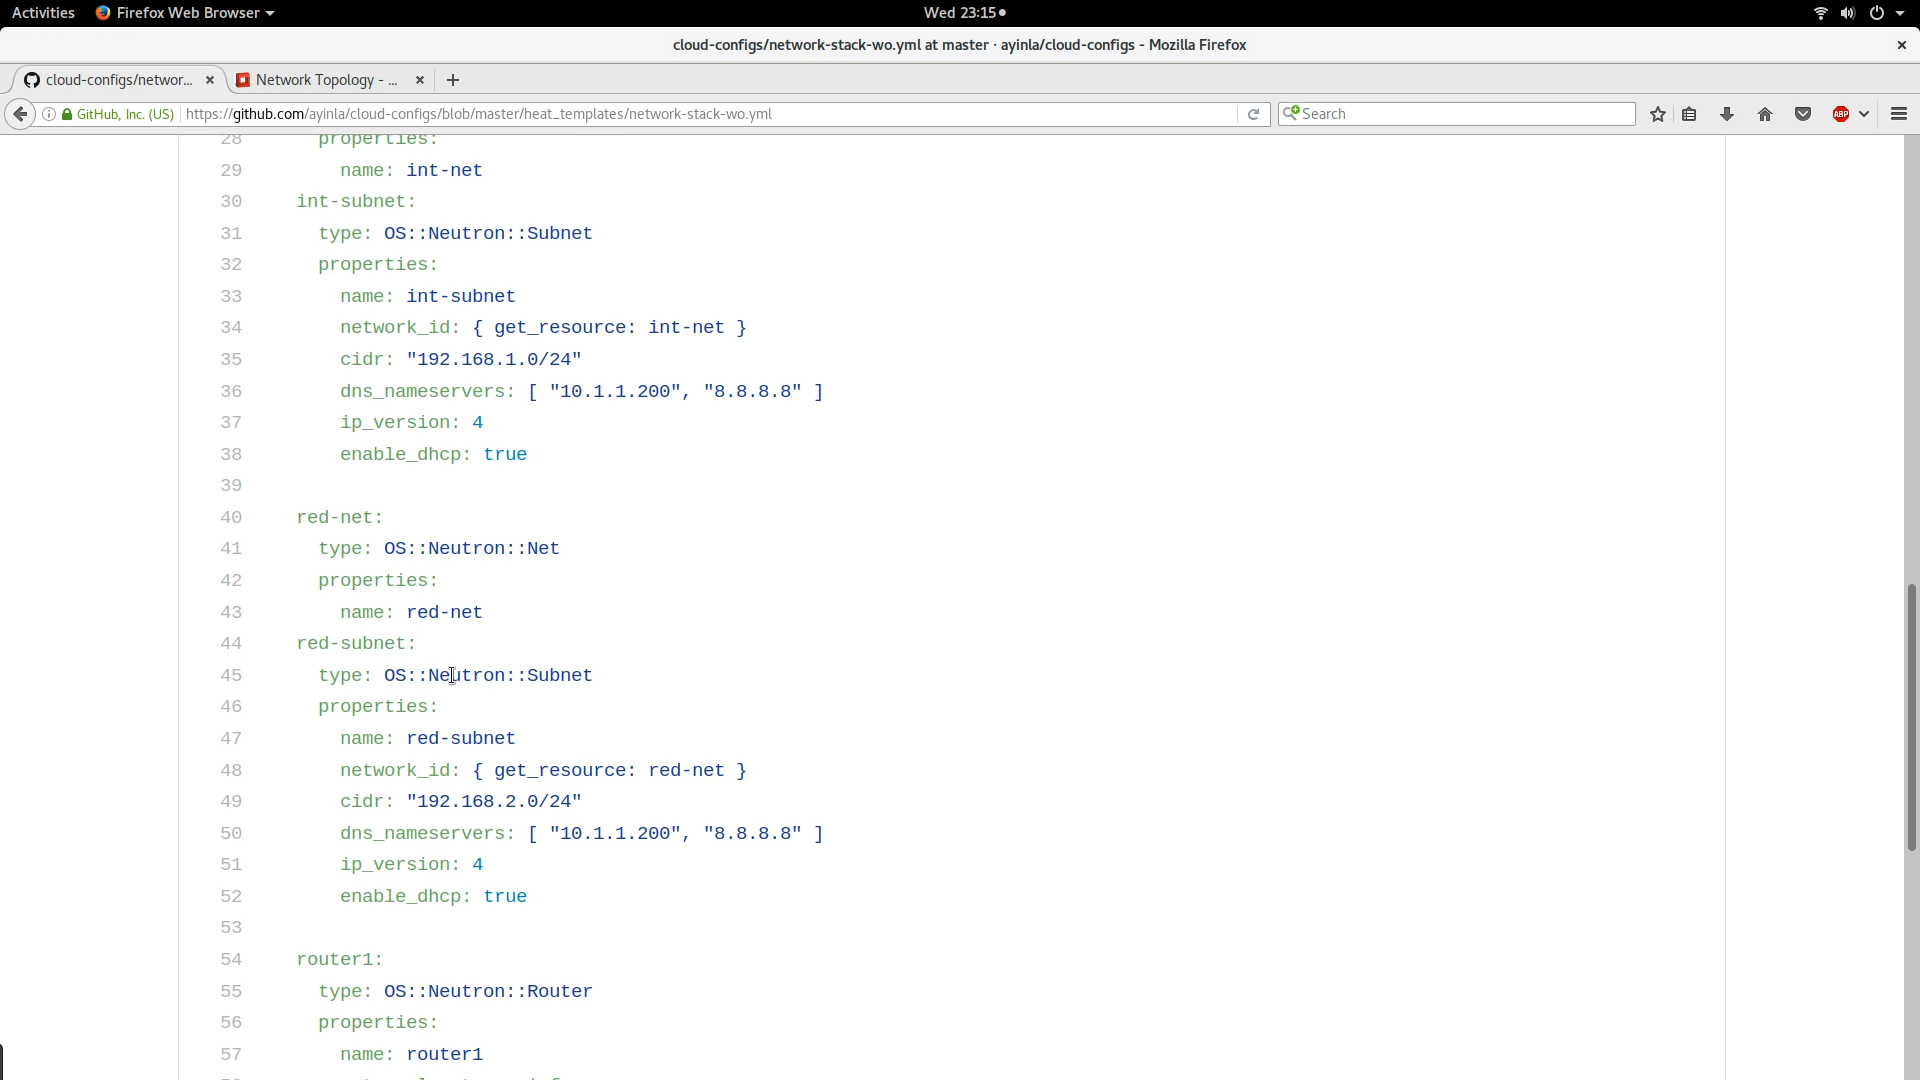 Activities Firefox Web Browser Wed 23:15
cloud-configs/network-stack-wo.yml at master · ayinla/cloud-configs - Mozilla Firefox
cloud-configs/networ... Network Topology - ...
GitHub, Inc. (US) https://github.com/ayinla/cloud-configs/blob/master/heat_templates/network-stack-wo.yml Search ABP
28 properties:
29 name: int-net
30 int-subnet:
31 type: OS::Neutron::Subnet
32 properties:
33 name: int-subnet
34 network_id: { get_resource: int-net }
35 cidr: "192.168.1.0/24"
36 dns_nameservers: [ "10.1.1.200", "8.8.8.8" ]
37 ip_version: 4
38 enable_dhcp: true
39
40 red-net:
41 type: OS::Neutron::Net
42 properties:
43 name: red-net
44 red-subnet:
45 type: OS::Neutron::Subnet
46 properties:
47 name: red-subnet
48 network_id: { get_resource: red-net }
49 cidr: "192.168.2.0/24"
50 dns_nameservers: [ "10.1.1.200", "8.8.8.8" ]
51 ip_version: 4
52 enable_dhcp: true
53
54 router1:
55 type: OS::Neutron::Router
56 properties:
57 name: router1